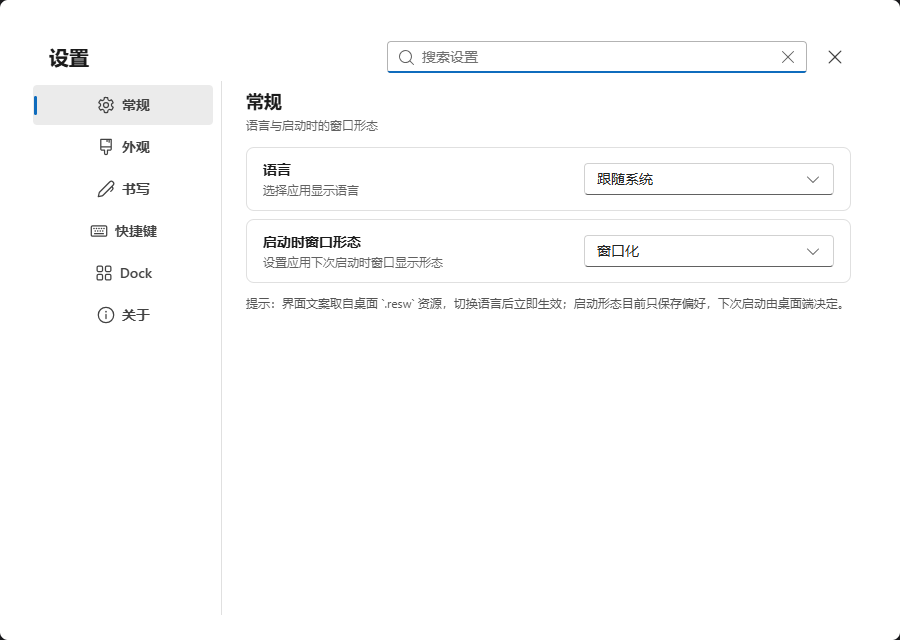 设置
搜索设置
常规
外观
书写
快捷键
Dock
关于
常规
语言与启动时的窗口形态
语言
选择应用显示语言
跟随系统
启动时窗口形态
设置应用下次启动时窗口显示形态
窗口化
提示：界面文案取自桌面 `.resw` 资源，切换语言后立即生效；启动形态目前只保存偏好，下次启动由桌面端决定。